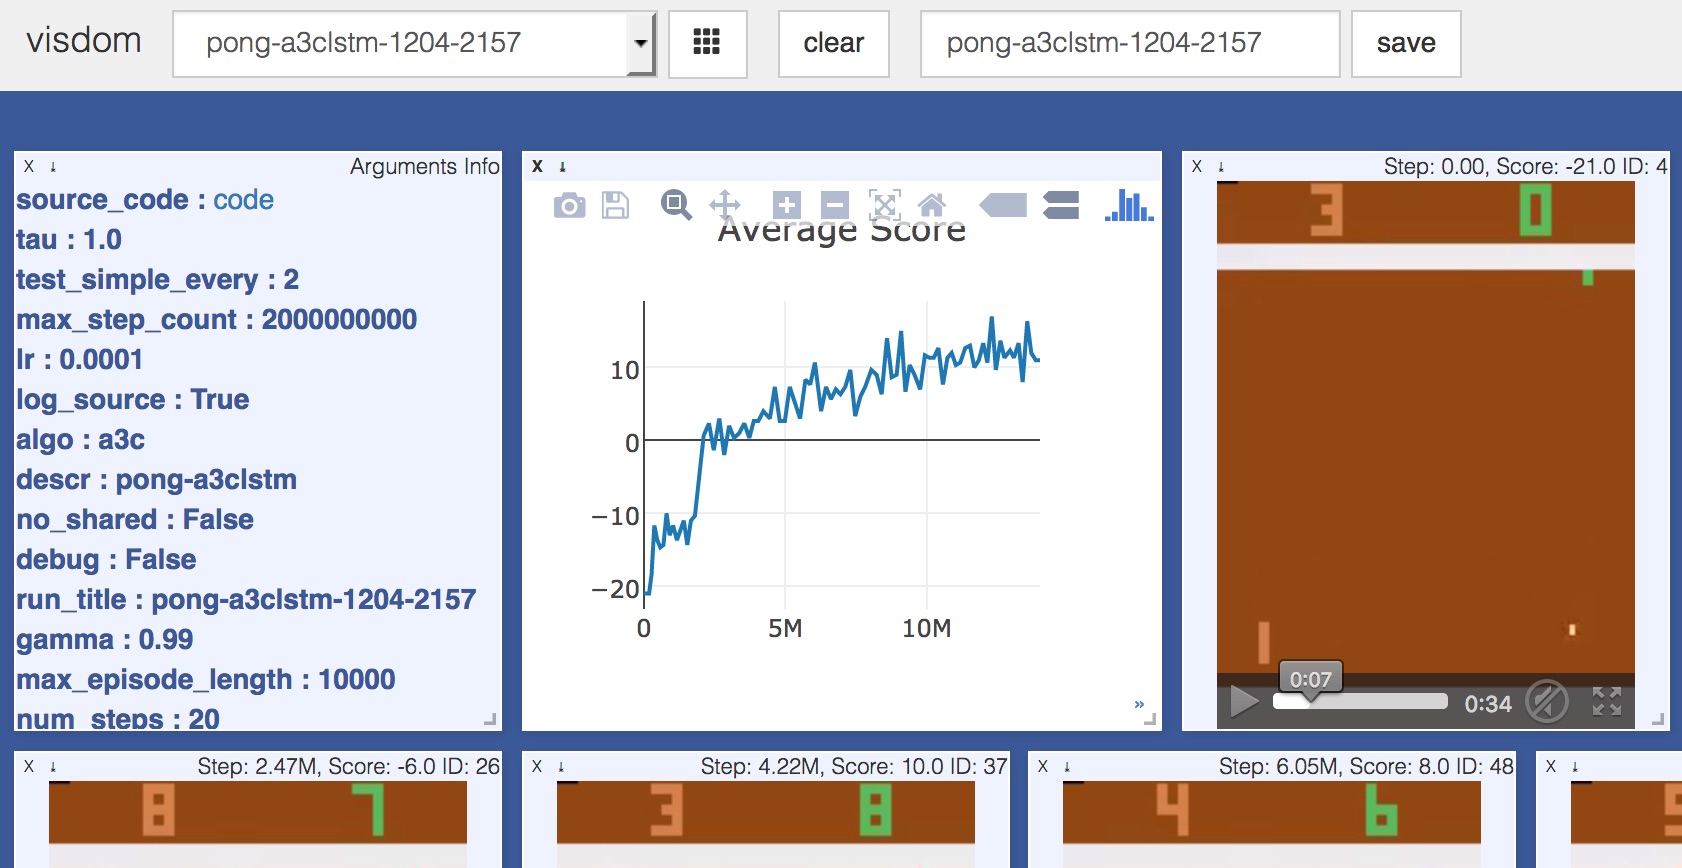 visdom pong-a3clstm-1204-2157 clear pong-a3clstm-1204-2157 save
X Arguments Info
source_code : code
tau : 1.0
test_simple_every : 2
max_step_count : 2000000000
lr : 0.0001
log_source : True
algo : a3c
descr : pong-a3clstm
no_shared : False
debug : False
run_title : pong-a3clstm-1204-2157
gamma : 0.99
max_episode_length : 10000
num_steps : 20
X
Average Score
10
0
−10
−20
0 5M 10M
»
X Step: 0.00, Score: -21.0 ID: 4
3 0
0:07
0:34
X Step: 2.47M, Score: -6.0 ID: 26
8 7
X Step: 4.22M, Score: 10.0 ID: 37
3 8
X Step: 6.05M, Score: 8.0 ID: 48
4 6
X